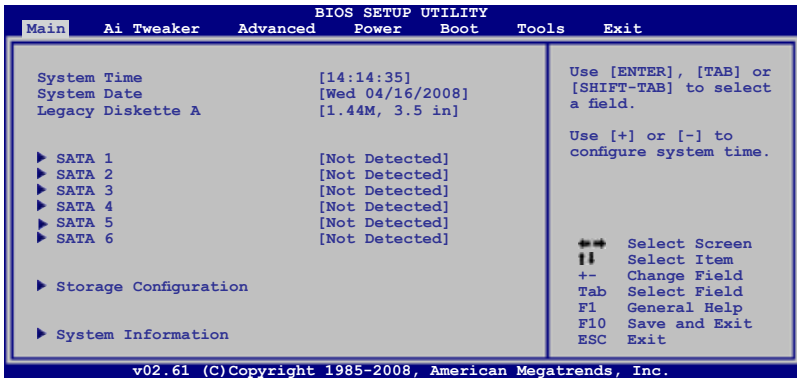 BIOS SETUP UTILITY
Main Ai Tweaker Advanced Power Boot Tools Exit
System Time [14:14:35]
System Date [Wed 04/16/2008]
Legacy Diskette A [1.44M, 3.5 in]
SATA 1 [Not Detected]
SATA 2 [Not Detected]
SATA 3 [Not Detected]
SATA 4 [Not Detected]
SATA 5 [Not Detected]
SATA 6 [Not Detected]
Storage Configuration
System Information
Use [ENTER], [TAB] or
[SHIFT-TAB] to select
a field.
Use [+] or [-] to
configure system time.
Select Screen
Select Item
+- Change Field
Tab Select Field
F1 General Help
F10 Save and Exit
ESC Exit
v02.61 (C)Copyright 1985-2008, American Megatrends, Inc.